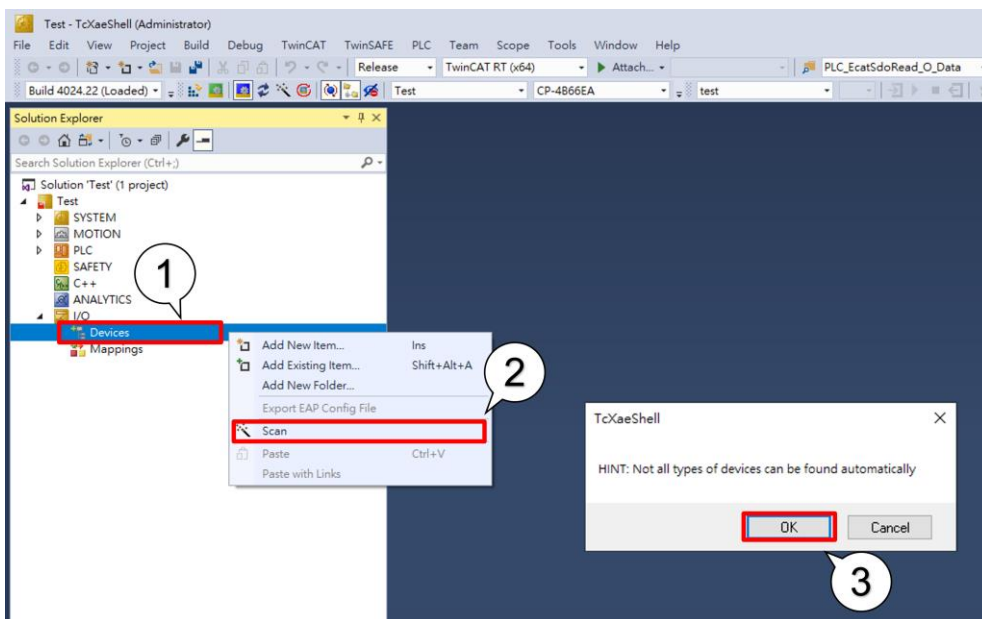 Test - TcXaeShell (Administrator)
File Edit View Project Build Debug TwinCAT TwinSAFE PLC Team Scope Tools Window Help
Release TwinCAT RT (x64) Attach... PLC_EcatSdoRead_O_Data
Build 4024.22 (Loaded) Test CP-4B66EA test
Solution Explorer
Search Solution Explorer (Ctrl+;)
Solution 'Test' (1 project)
Test
SYSTEM
MOTION
PLC
SAFETY
C++
ANALYTICS
I/O
Devices
Mappings
1
Add New Item... Ins
Add Existing Item... Shift+Alt+A
Add New Folder...
Export EAP Config File
Scan
Paste Ctrl+V
Paste with Links
2
TcXaeShell
HINT: Not all types of devices can be found automatically
OK Cancel
3